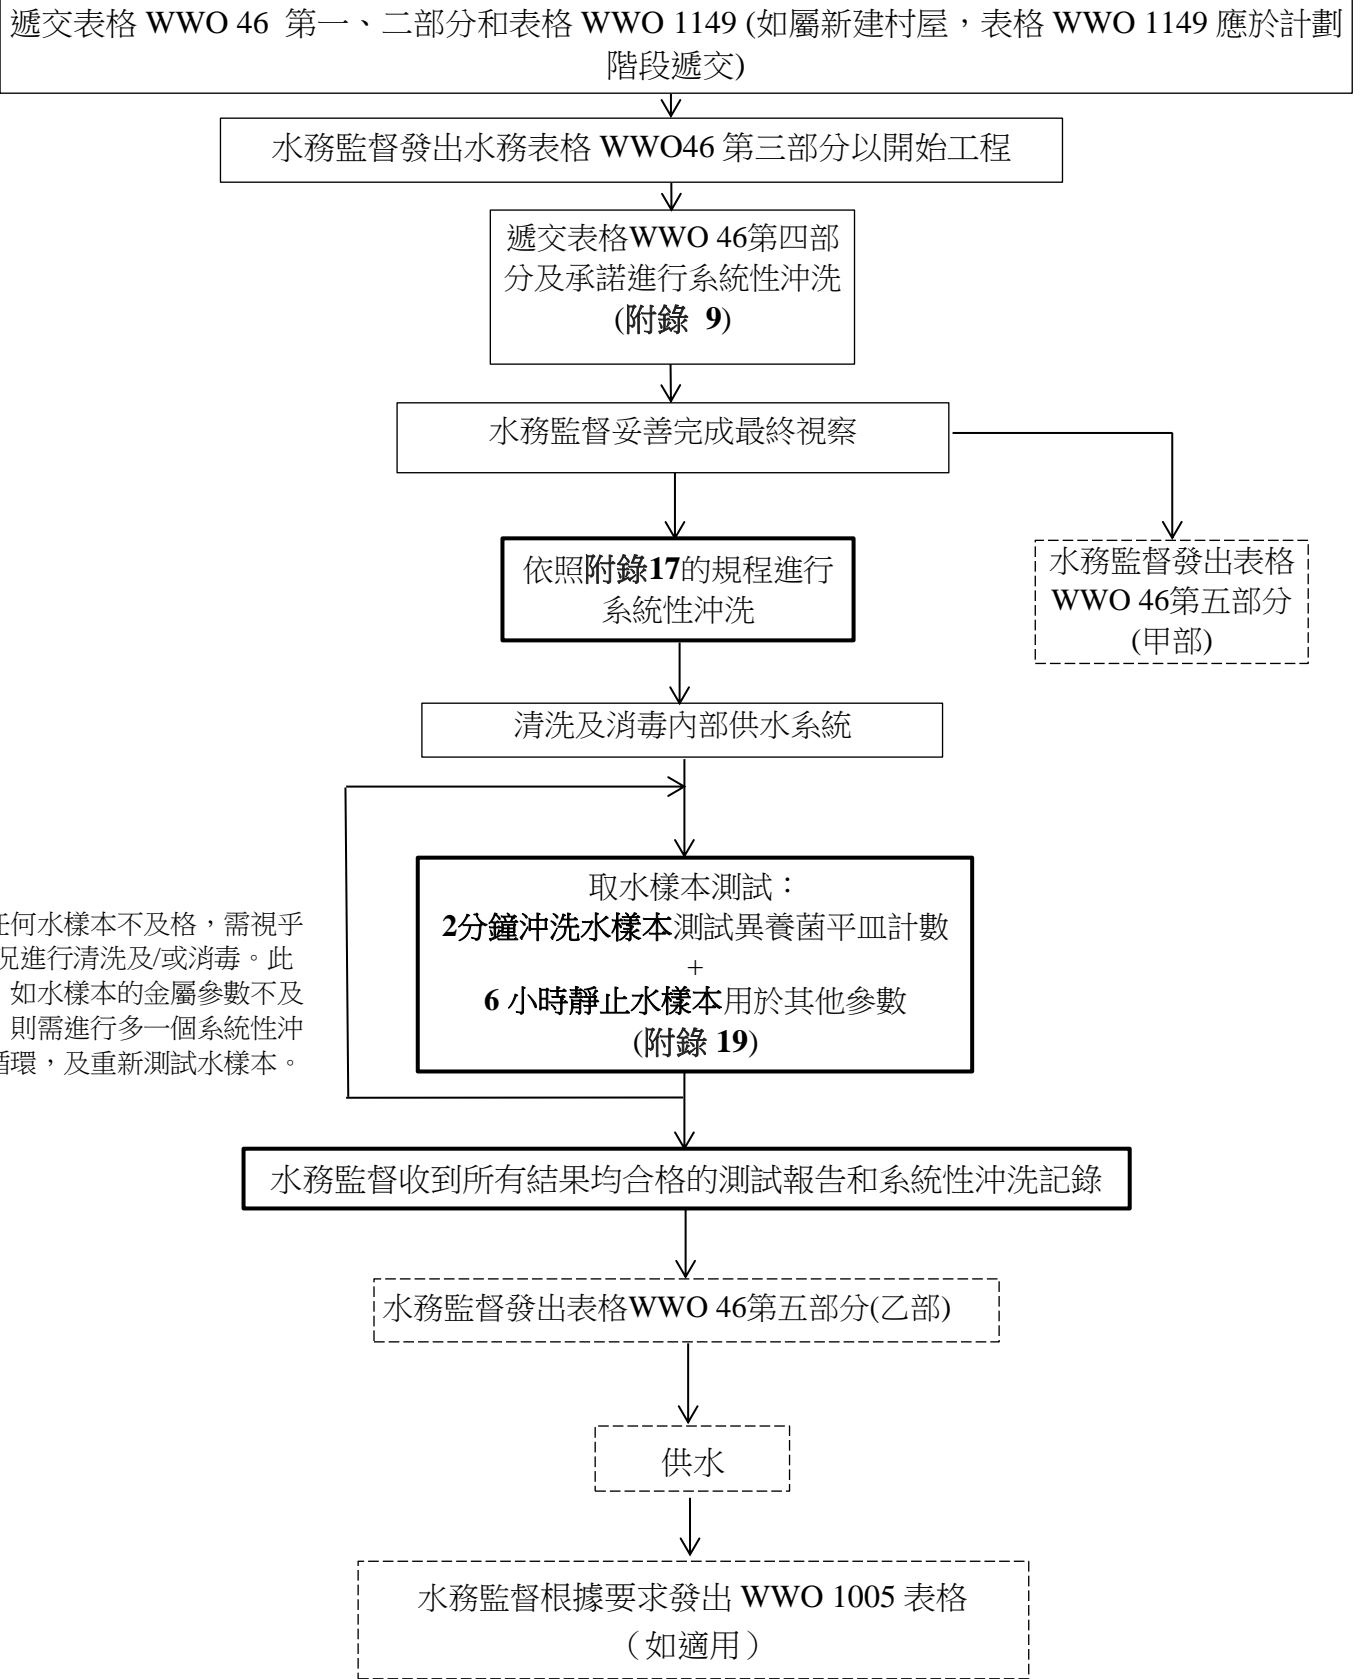 遞交表格 WWO 46 第一、二部分和表格 WWO 1149 (如屬新建村屋，表格 WWO 1149 應於計劃
階段遞交)
水務監督發出水務表格 WWO46 第三部分以開始工程
遞交表格WWO 46第四部
分及承諾進行系統性沖洗
(附錄 9)
水務監督妥善完成最終視察
依照附錄17的規程進行
系統性沖洗
水務監督發出表格
WWO 46第五部分
(甲部)
清洗及消毒內部供水系統
取水樣本測試：
2分鐘沖洗水樣本測試異養菌平皿計數
+
6 小時靜止水樣本用於其他參數
(附錄 19)
任何水樣本不及格，需視乎
況進行清洗及/或消毒。此
如水樣本的金屬參數不及
則需進行多一個系統性沖
循環，及重新測試水樣本。
水務監督收到所有結果均合格的測試報告和系統性沖洗記錄
水務監督發出表格WWO 46第五部分(乙部)
供水
水務監督根據要求發出 WWO 1005 表格
（如適用）